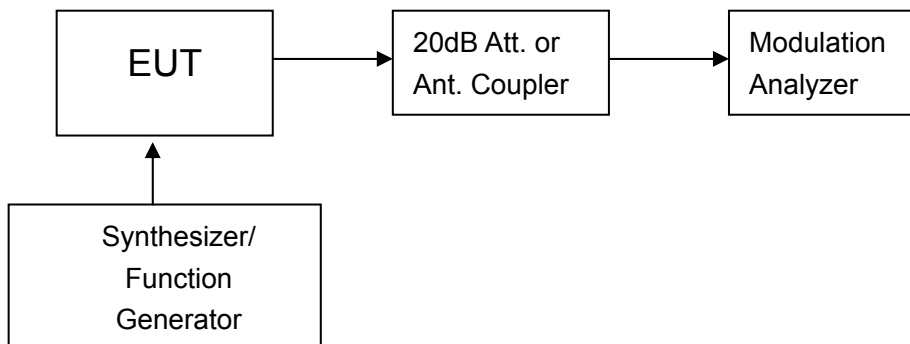 EUT
20dB Att. or
Ant. Coupler
Modulation
Analyzer
Synthesizer/
Function
Generator